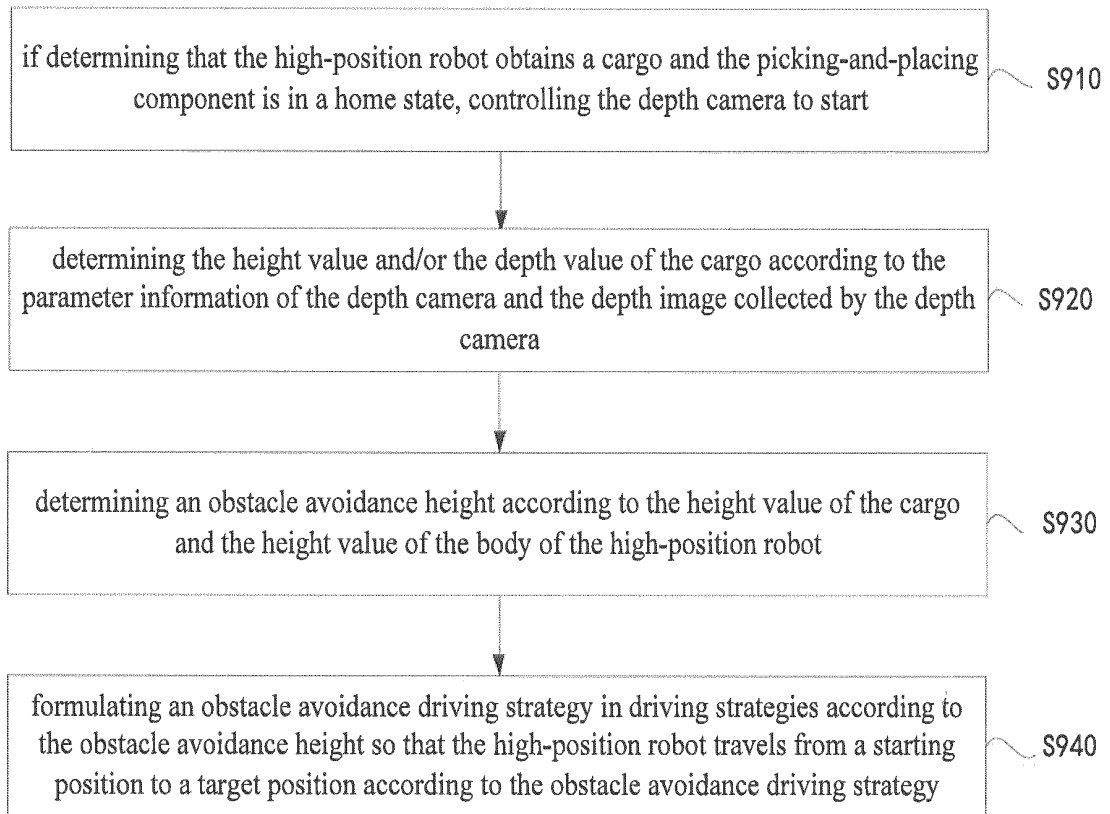 if determining that the high-position robot obtains a cargo and the picking-and-placing
component is in a home state, controlling the depth camera to start
S910
determining the height value and/or the depth value of the cargo according to the
parameter information of the depth camera and the depth image collected by the depth
camera
S920
determining an obstacle avoidance height according to the height value of the cargo
and the height value of the body of the high-position robot
S930
formulating an obstacle avoidance driving strategy in driving strategies according to
the obstacle avoidance height so that the high-position robot travels from a starting
position to a target position according to the obstacle avoidance driving strategy
S940